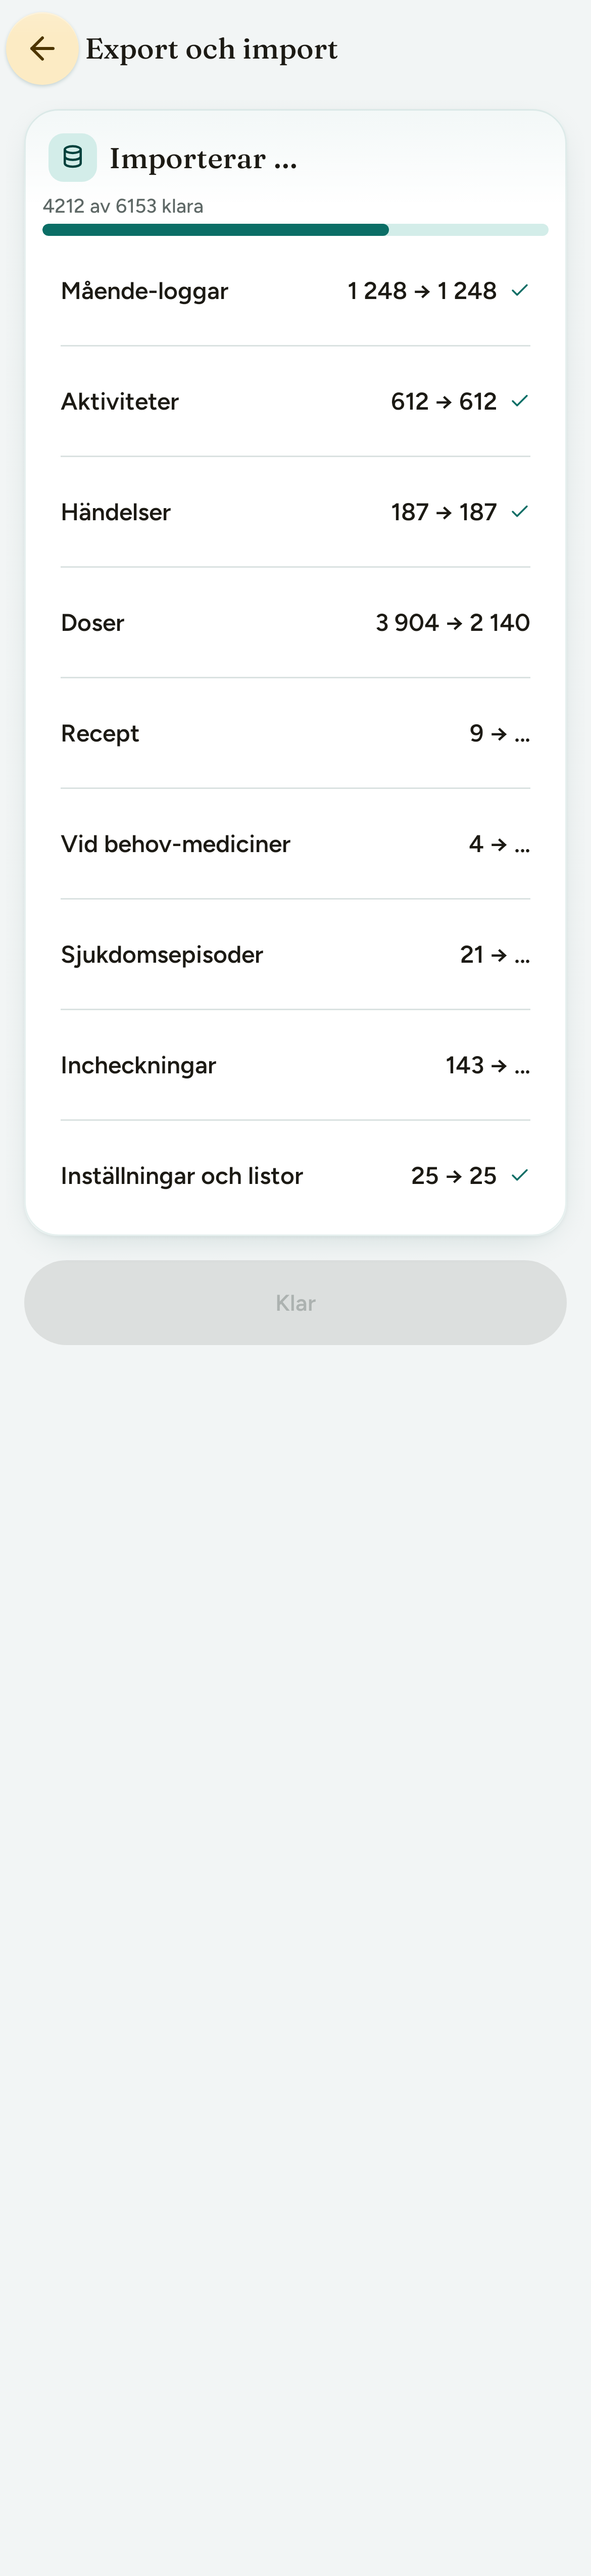 Export och import
Importerar ...
4212 av 6153 klara
Mående-loggar 1 248 → 1 248 ✓
Aktiviteter 612 → 612 ✓
Händelser 187 → 187 ✓
Doser 3 904 → 2 140
Recept 9 → ...
Vid behov-mediciner 4 → ...
Sjukdomsepisoder 21 → ...
Incheckningar 143 → ...
Inställningar och listor 25 → 25 ✓
Klar